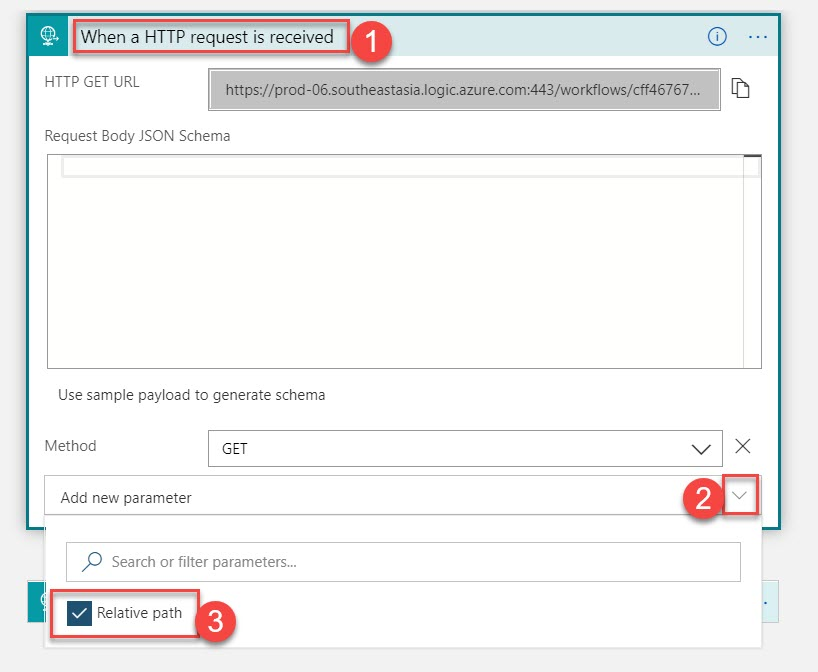 When a HTTP request is received
1
HTTP GET URL
https://prod-06.southeastasia.logic.azure.com:443/workflows/cff46767...
Request Body JSON Schema
Use sample payload to generate schema
Method
GET
Add new parameter
2
Search or filter parameters...
Relative path
3